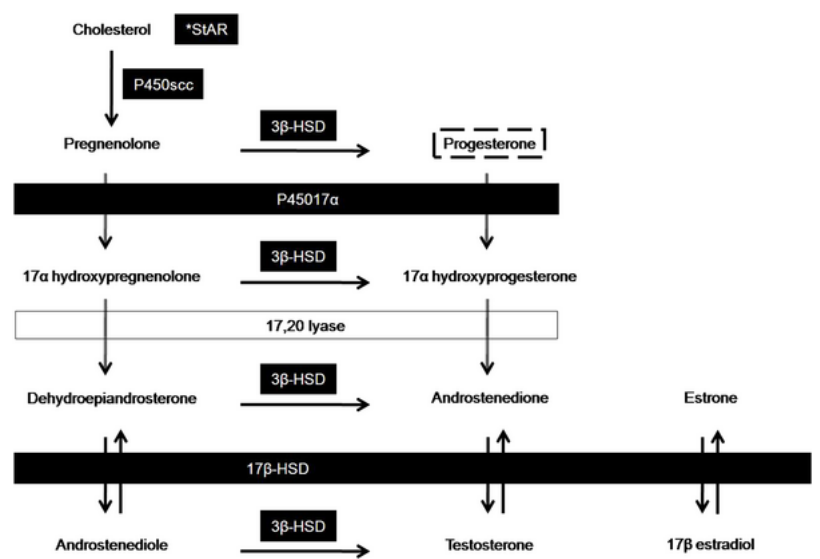 Cholesterol *StAR
P450scc
3β-HSD
Pregnenolone Progesterone
P45017α
3β-HSD
17α hydroxypregnenolone 17α hydroxyprogesterone
17,20 lyase
3β-HSD
Dehydroepiandrosterone Androstenedione Estrone
17β-HSD
3β-HSD
Androstenediole Testosterone 17β estradiol